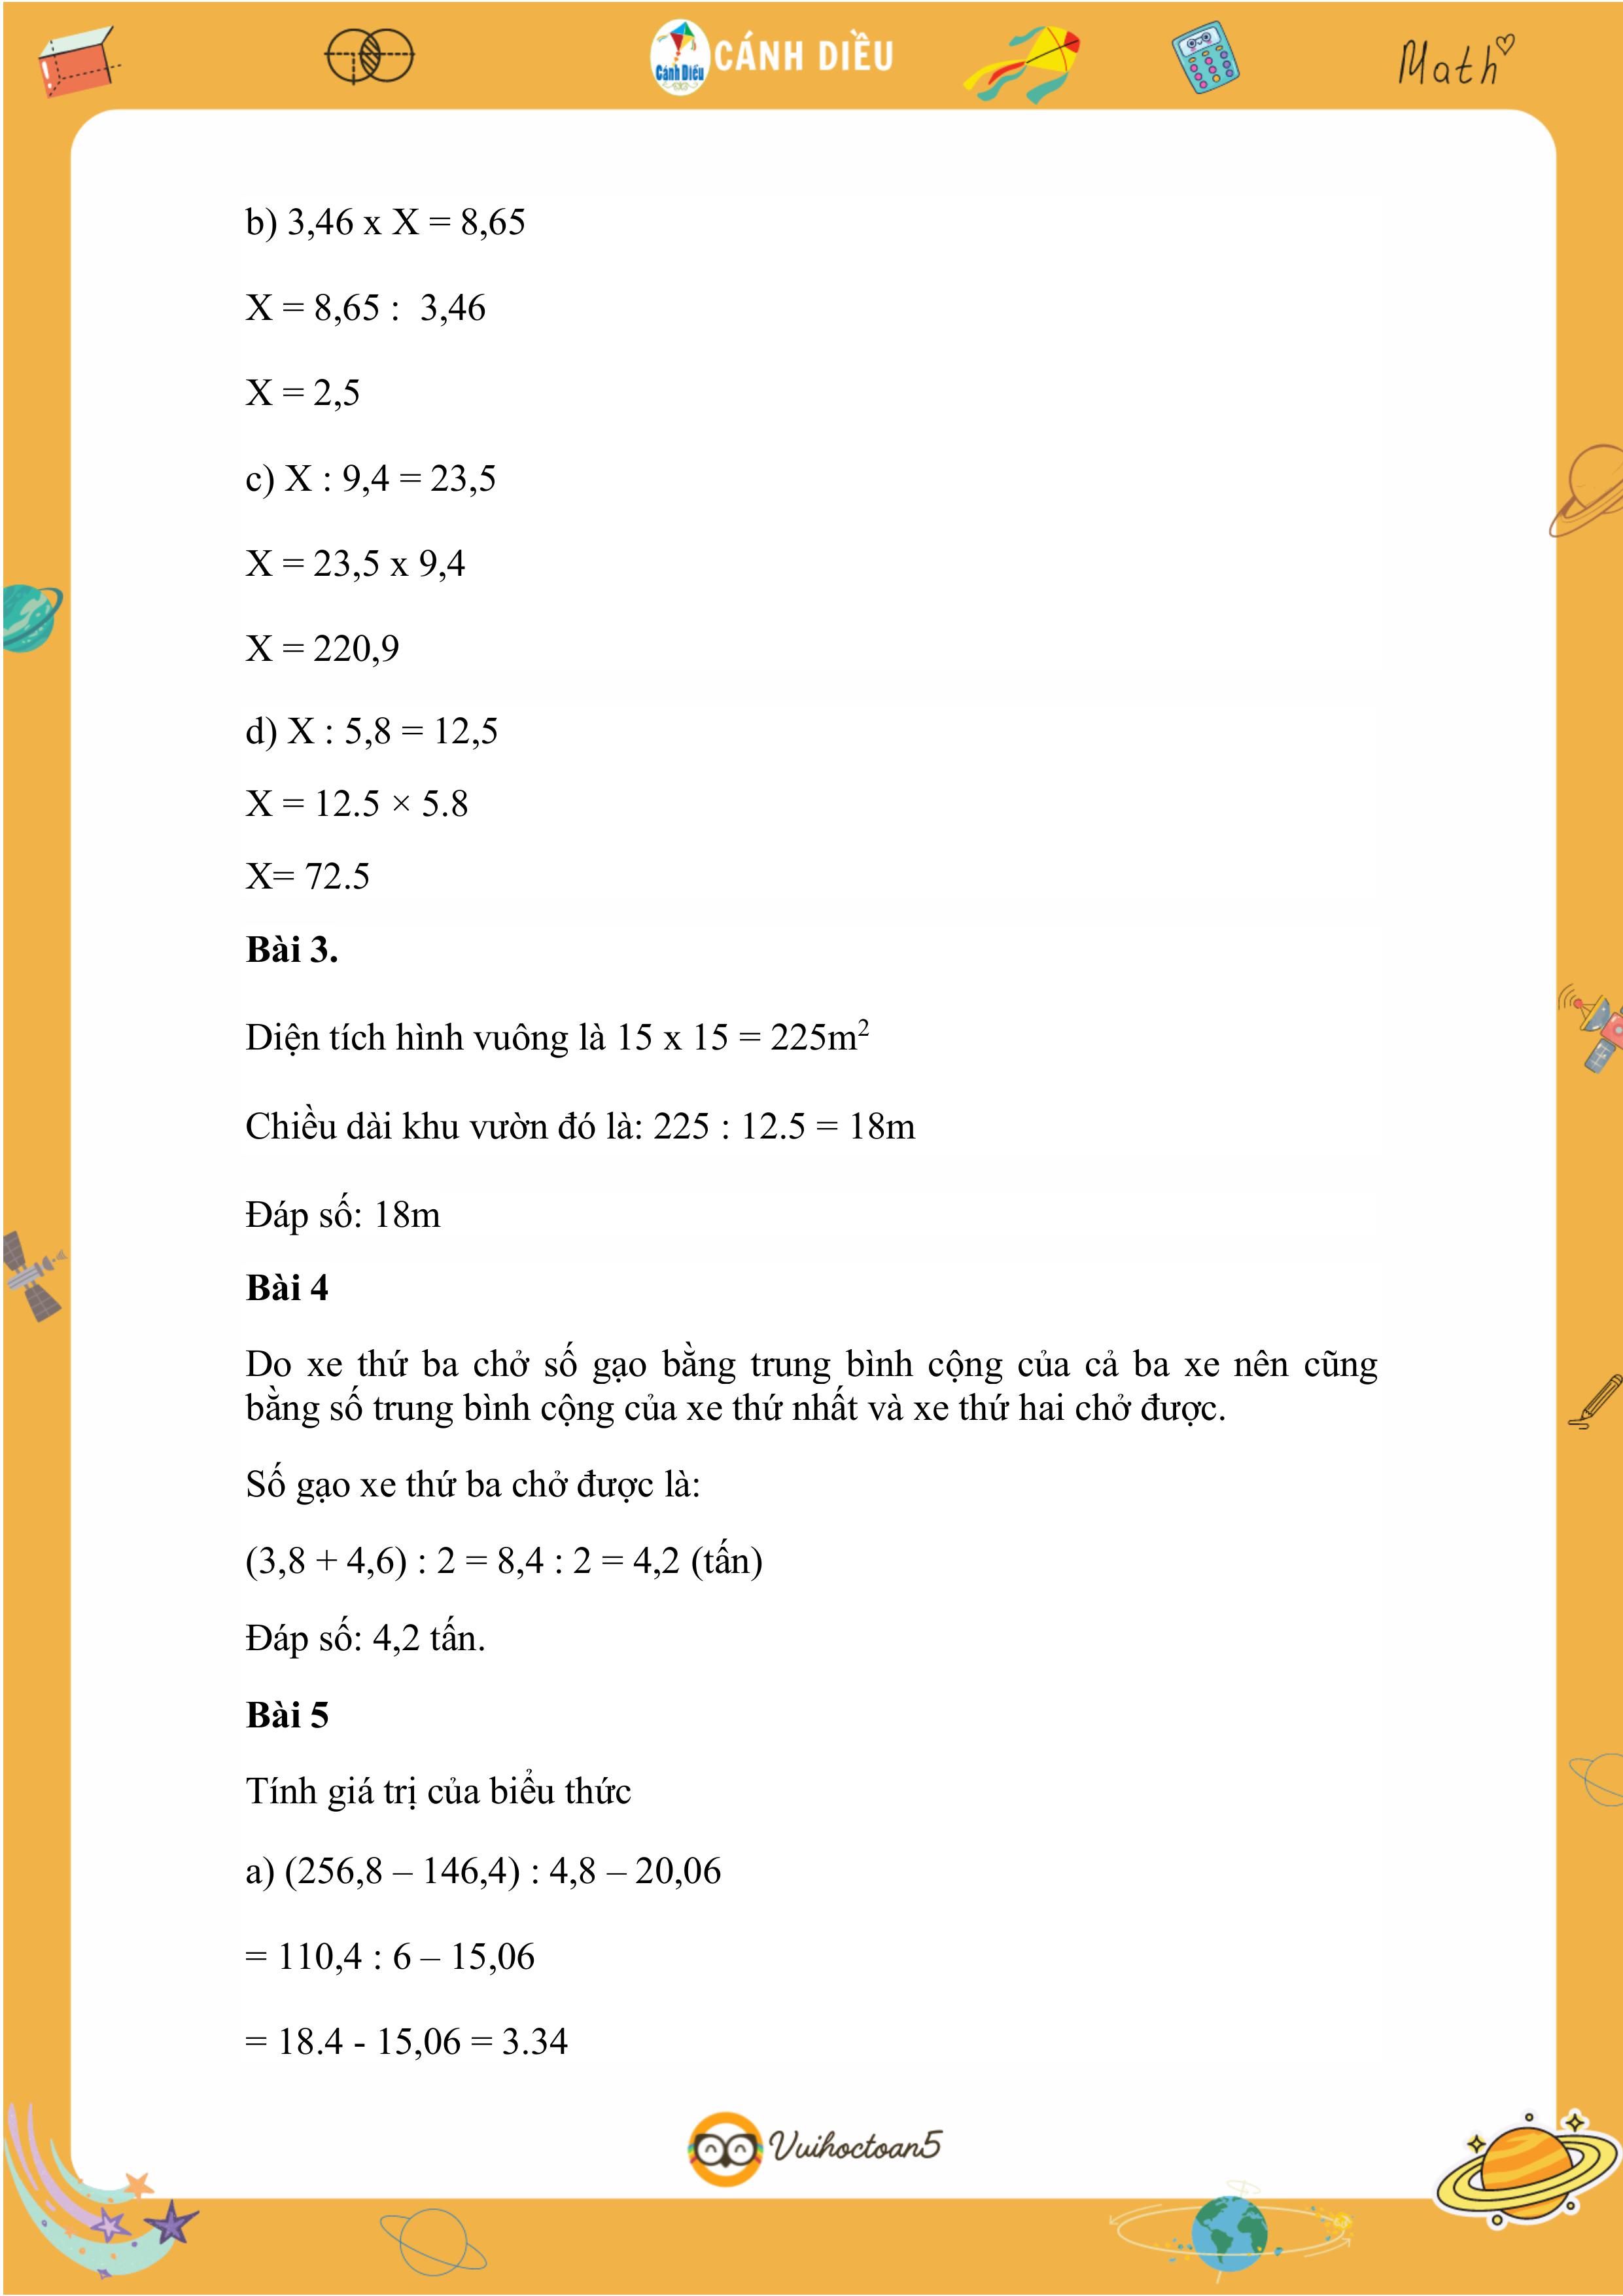 Cánh Diều
CÁNH DIỀU
Math
b) 3,46 x X = 8,65
X = 8,65 : 3,46
X = 2,5
c) X : 9,4 = 23,5
X = 23,5 x 9,4
X = 220,9
d) X : 5,8 = 12,5
X = 12.5 × 5.8
X= 72.5
Bài 3.
Diện tích hình vuông là 15 x 15 = 225m²
Chiều dài khu vườn đó là: 225 : 12.5 = 18m
Đáp số: 18m
Bài 4
Do xe thứ ba chở số gạo bằng trung bình cộng của cả ba xe nên cũng
bằng số trung bình cộng của xe thứ nhất và xe thứ hai chở được.
Số gạo xe thứ ba chở được là:
(3,8 + 4,6) : 2 = 8,4 : 2 = 4,2 (tấn)
Đáp số: 4,2 tấn.
Bài 5
Tính giá trị của biểu thức
a) (256,8 – 146,4) : 4,8 – 20,06
= 110,4 : 6 – 15,06
= 18.4 - 15,06 = 3.34
Vuihoctoan5